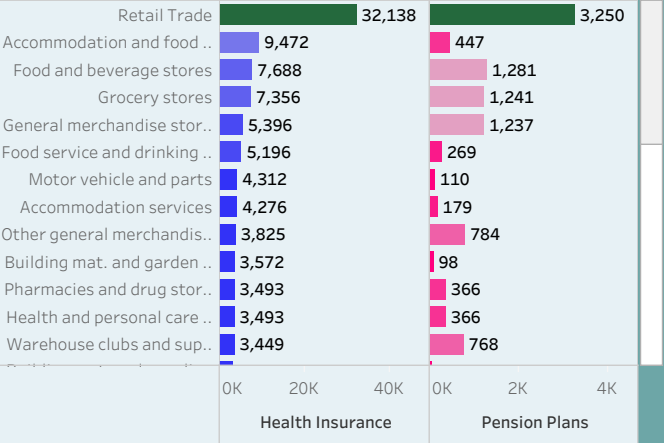 Retail Trade 32,138 3,250
Accommodation and food .. 9,472 447
Food and beverage stores 7,688 1,281
Grocery stores 7,356 1,241
General merchandise stor.. 5,396 1,237
Food service and drinking .. 5,196 269
Motor vehicle and parts 4,312 110
Accommodation services 4,276 179
Other general merchandis.. 3,825 784
Building mat. and garden .. 3,572 98
Pharmacies and drug stor.. 3,493 366
Health and personal care .. 3,493 366
Warehouse clubs and sup.. 3,449 768
0K 20K 40K 0K 2K 4K
Health Insurance Pension Plans